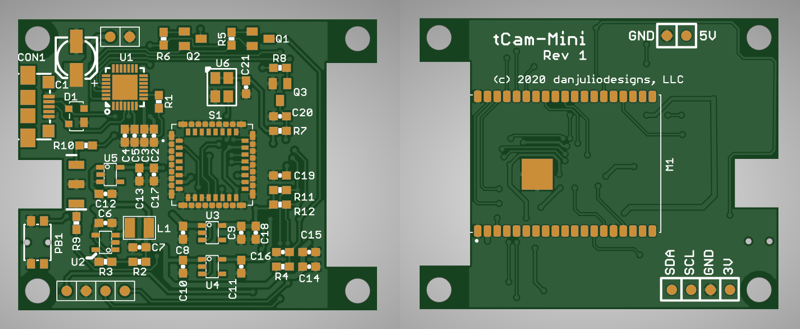 R6
Q2
R5
Q1
CON1
U1
C21
U6
R8
C1
+
D1
R1
Q3
S1
C20
R7
R10
C4
C5
C3
C2
U5
C19
C12
C13
C17
R11
R12
C6
U3
L1
C9
C18
C15
PB1
R9
C7
C8
U2
C16
R3
R2
C10
U4
C11
R4
C14
tCam-Mini
Rev 1
GND
5V
(c) 2020 danjuliodesigns, LLC
M1
SDA
SCL
GND
3V